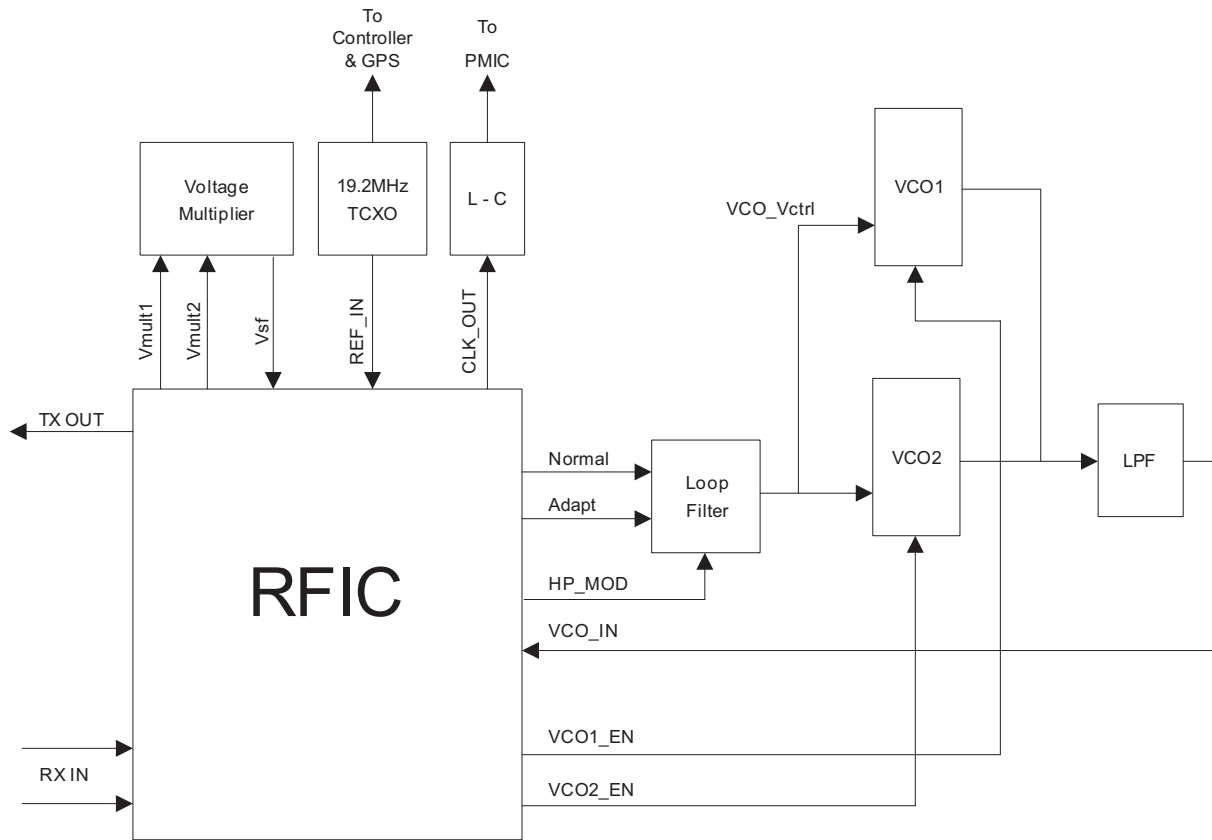 To
Controller
& GPS
To
PMIC
Voltage
Multiplier
19.2MHz
TCXO
L - C
VCO1
VCO_Vctrl
Vmult1
Vmult2
Vsf
REF_IN
CLK_OUT
TX OUT
Normal
Adapt
Loop
Filter
VCO2
LPF
HP_MOD
RFIC
VCO_IN
VCO1_EN
RX IN
VCO2_EN